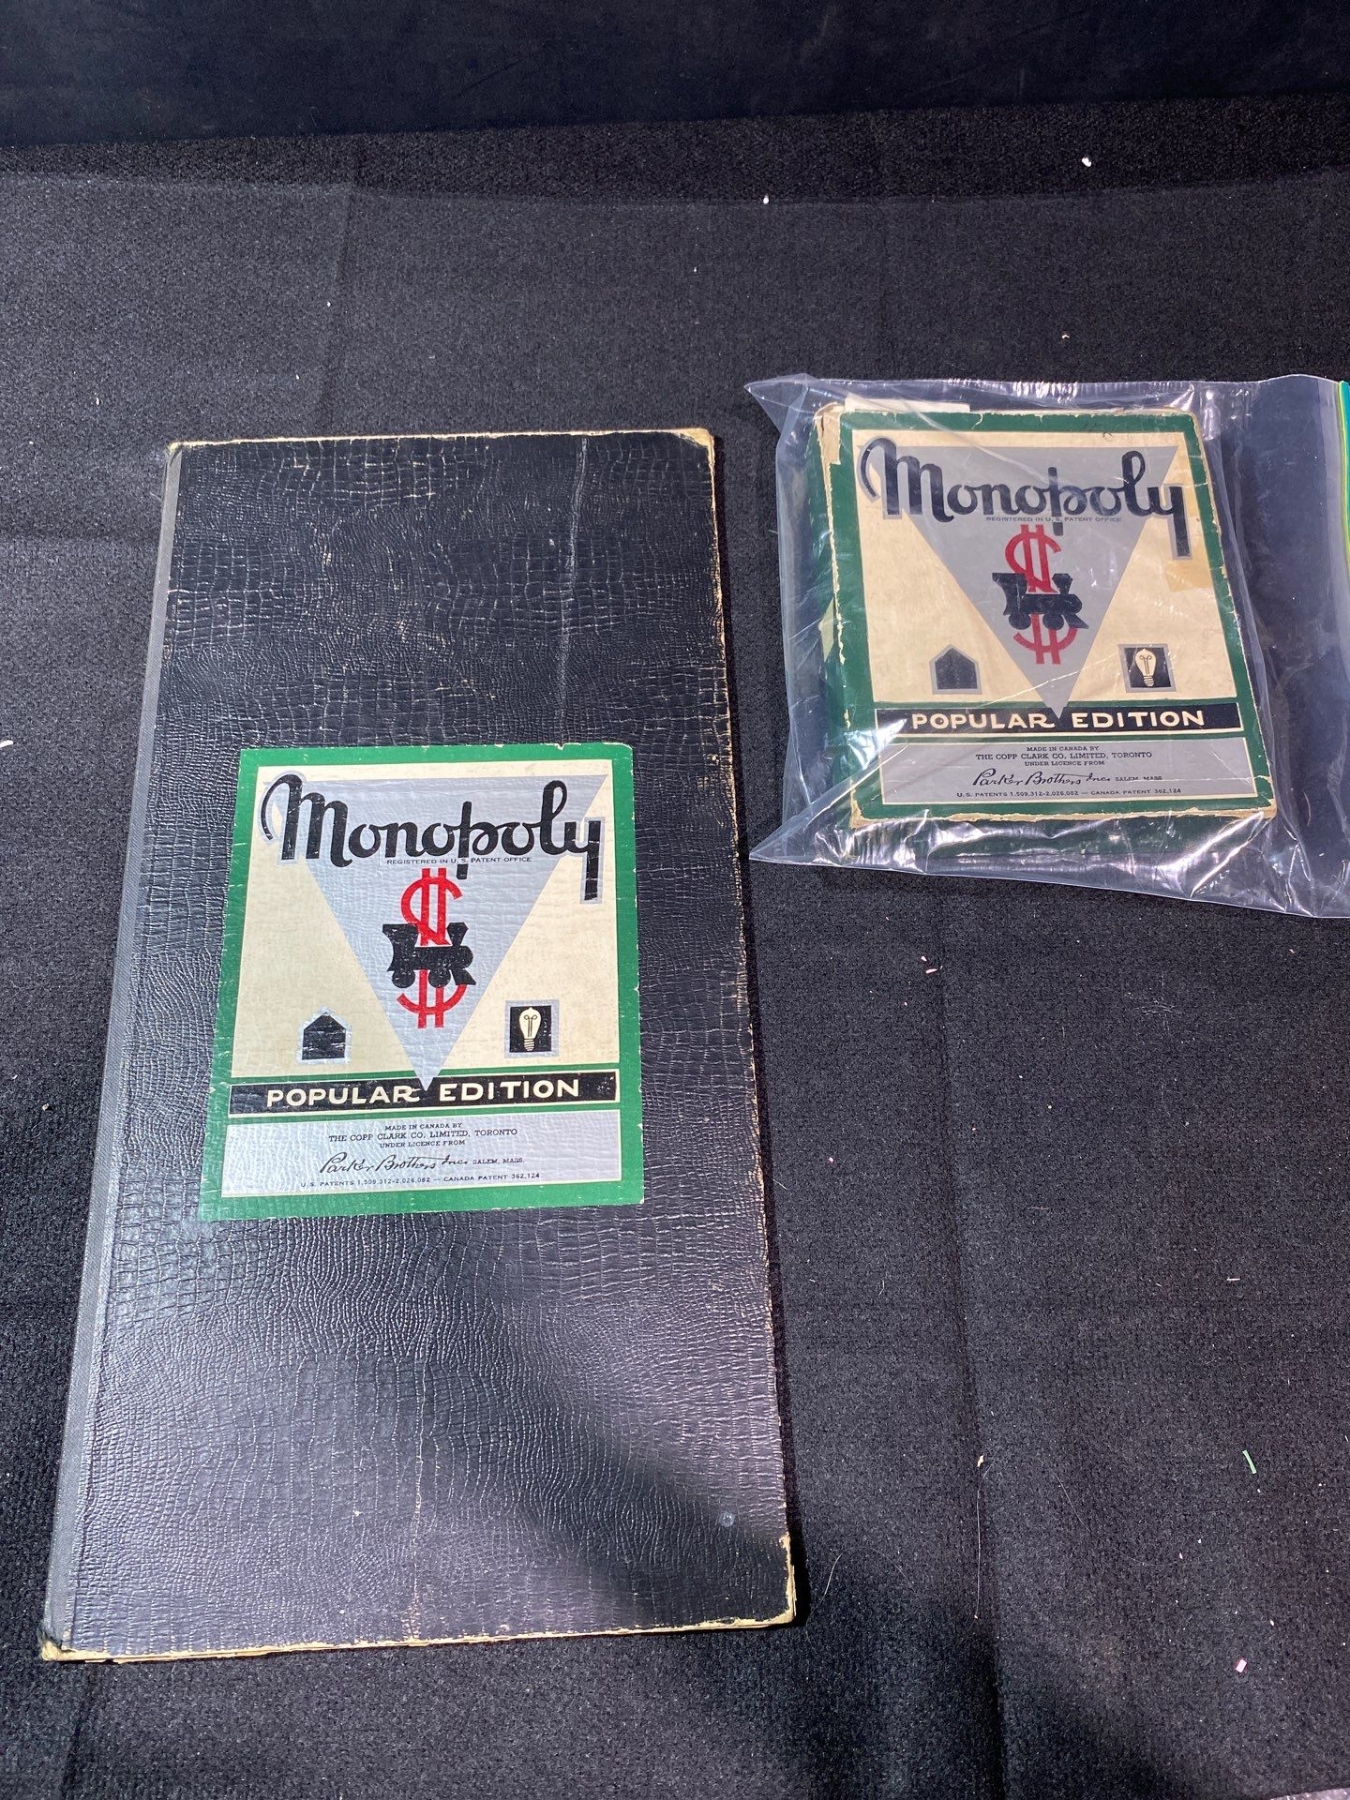 Monopoly
REGISTERED IN U. S. PATENT OFFICE
POPULAR EDITION
MADE IN CANADA BY
THE COPP CLARK CO. LIMITED, TORONTO
UNDER LICENCE FROM
Parker Brothers Inc. SALEM, MASS.
U. S. PATENTS 1,509,312-2,026,082 — CANADA PATENT 362,124
Monopoly
REGISTERED IN U. S. PATENT OFFICE
POPULAR EDITION
MADE IN CANADA BY
THE COPP CLARK CO. LIMITED, TORONTO
UNDER LICENCE FROM
Parker Brothers Inc. SALEM, MASS.
U. S. PATENTS 1,509,312-2,026,082 — CANADA PATENT 362,124